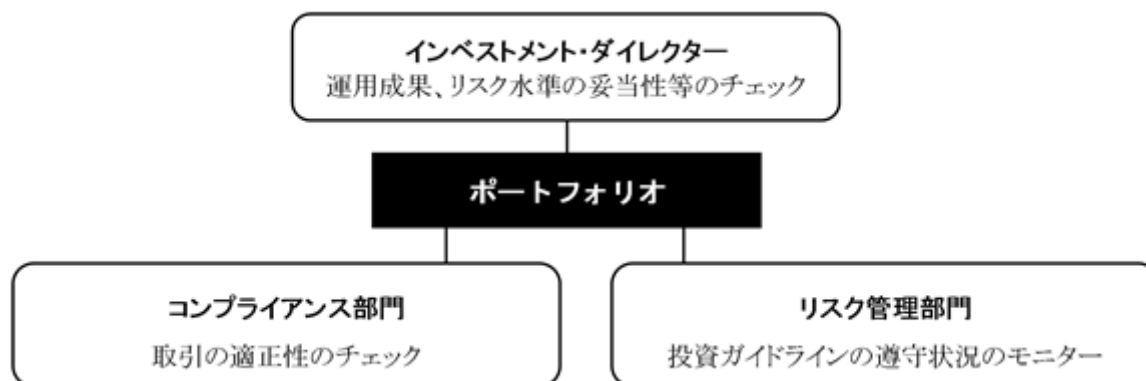 インベストメント・ダイレクター
運用成果、リスク水準の妥当性等のチェック
ポートフォリオ
コンプライアンス部門
取引の適正性のチェック
リスク管理部門
投資ガイドラインの遵守状況のモニター